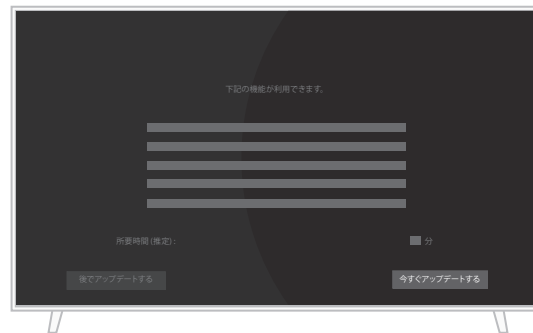 下記の機能が利用できます。
所要時間 (推定) : 分
後でアップデートする 今すぐアップデートする